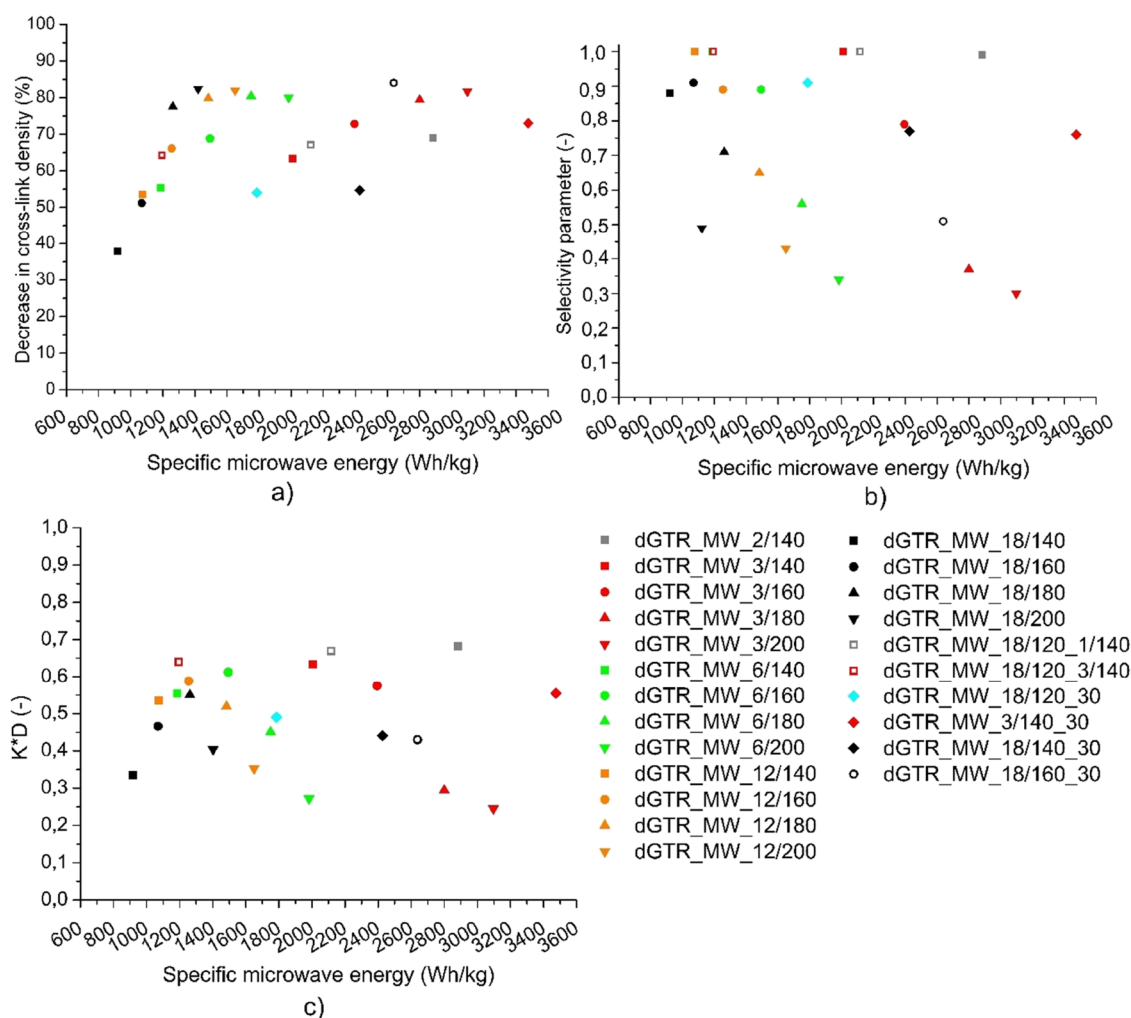 100
90
80
70
60
50
40
30
20
10
0
Decrease in cross-link density (%)
600 800 1000 1200 1400 1600 1800 2000 2200 2400 2600 2800 3000 3200 3400 3600
Specific microwave energy (Wh/kg)
a)
1,0
0,9
0,8
0,7
0,6
0,5
0,4
0,3
0,2
0,1
0,0
Selectivity parameter (-)
600 800 1000 1200 1400 1600 1800 2000 2200 2400 2600 2800 3000 3200 3400 3600
Specific microwave energy (Wh/kg)
b)
1,0
0,9
0,8
0,7
0,6
0,5
0,4
0,3
0,2
0,1
0,0
K*D (-)
600 800 1000 1200 1400 1600 1800 2000 2200 2400 2600 2800 3000 3200 3400 3600
Specific microwave energy (Wh/kg)
c)
dGTR_MW_2/140
dGTR_MW_3/140
dGTR_MW_3/160
dGTR_MW_3/180
dGTR_MW_3/200
dGTR_MW_6/140
dGTR_MW_6/160
dGTR_MW_6/180
dGTR_MW_6/200
dGTR_MW_12/140
dGTR_MW_12/160
dGTR_MW_12/180
dGTR_MW_12/200
dGTR_MW_18/140
dGTR_MW_18/160
dGTR_MW_18/180
dGTR_MW_18/200
dGTR_MW_18/120_1/140
dGTR_MW_18/120_3/140
dGTR_MW_18/120_30
dGTR_MW_3/140_30
dGTR_MW_18/140_30
dGTR_MW_18/160_30